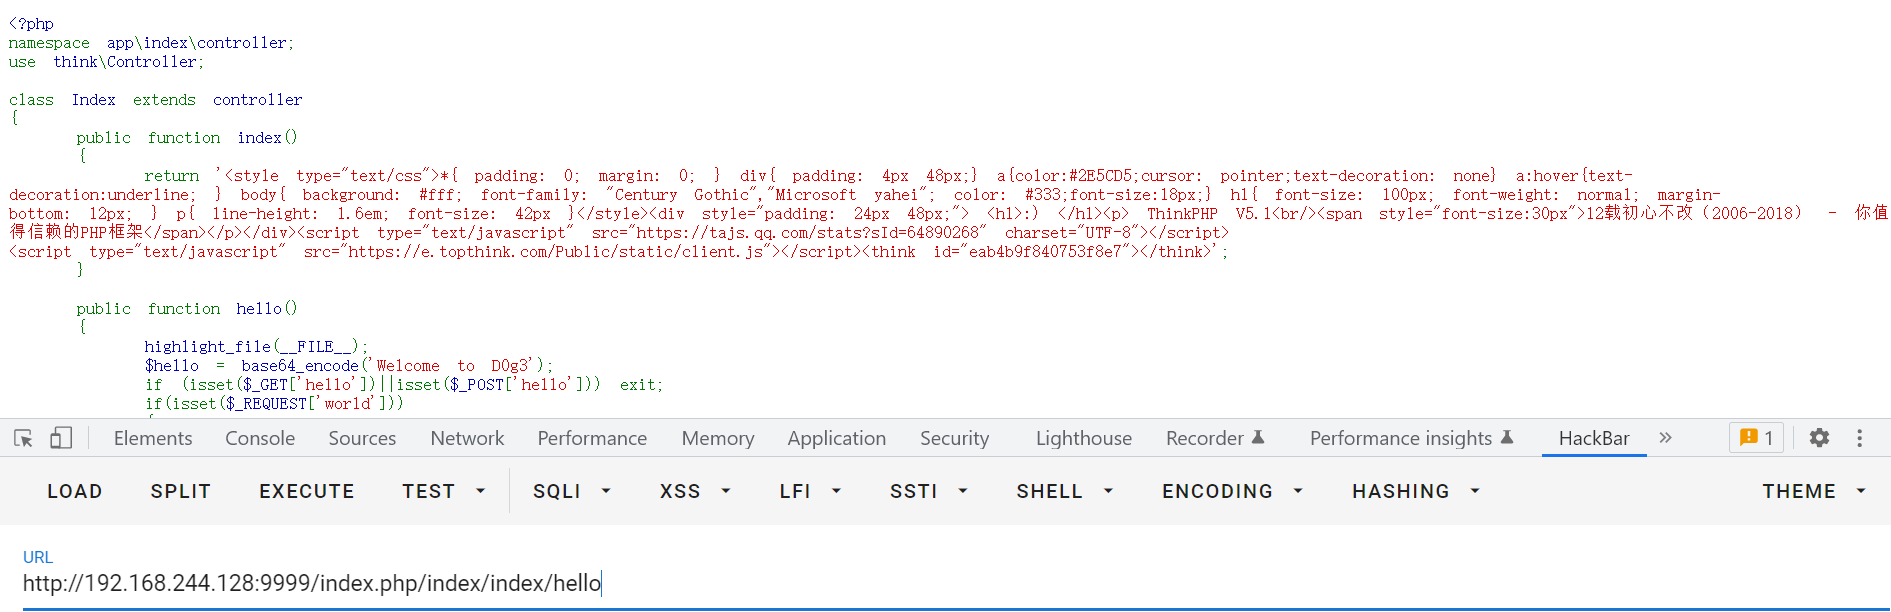 <?php
namespace app\index\controller;
use think\Controller;
class Index extends controller
{
public function index()
{
return '<style type="text/css">*{ padding: 0; margin: 0; } div{ padding: 4px 48px;} a{color:#2E5CD5;cursor: pointer;text-decoration: none} a:hover{text-
decoration:underline; } body{ background: #fff; font-family: "Century Gothic","Microsoft yahei"; color: #333;font-size:18px;} h1{ font-size: 100px; font-weight: normal; margin-
bottom: 12px; } p{ line-height: 1.6em; font-size: 42px }</style><div style="padding: 24px 48px;"> <h1>:) </h1><p> ThinkPHP V5.1<br/><span style="font-size:30px">12载初心不改（2006-2018） - 你值
得信赖的PHP框架</span></p></div><script type="text/javascript" src="https://tajs.qq.com/stats?sId=64890268" charset="UTF-8"></script>
<script type="text/javascript" src="https://e.topthink.com/Public/static/client.js"></script><think id="eab4b9f840753f8e7"></think>';
}
public function hello()
{
highlight_file(__FILE__);
$hello = base64_encode('Welcome to D0g3');
if (isset($_GET['hello'])||isset($_POST['hello'])) exit;
if(isset($_REQUEST['world']))
Elements Console Sources Network Performance Memory Application Security Lighthouse Recorder Performance insights HackBar » 1
LOAD SPLIT EXECUTE TEST SQLI XSS LFI SSTI SHELL ENCODING HASHING THEME
URL
http://192.168.244.128:9999/index.php/index/index/hello